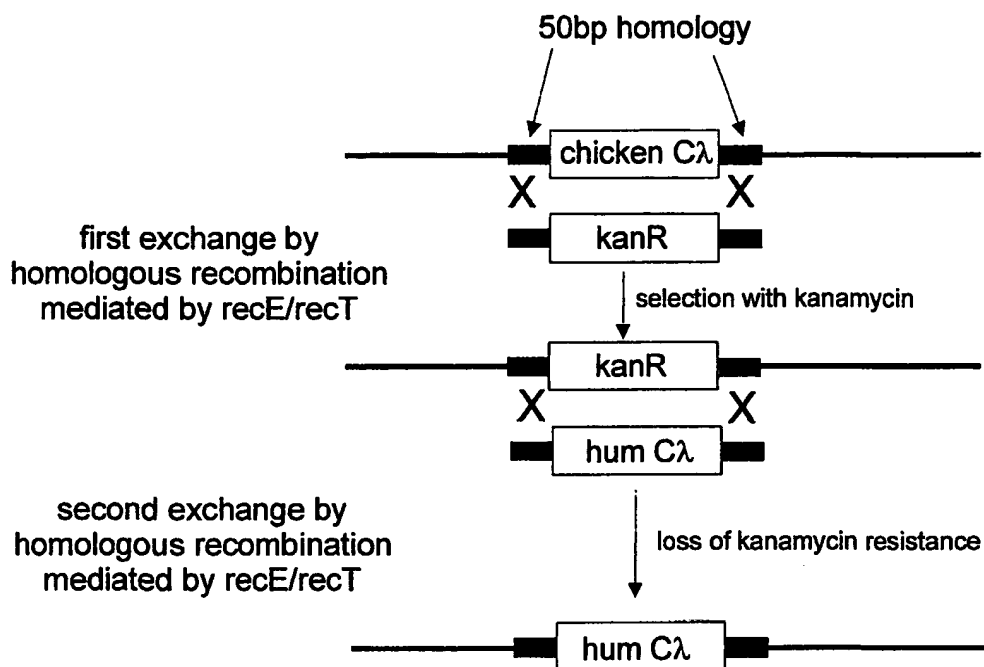 50bp homology
chicken Cλ
X X
kanR
first exchange by
homologous recombination
mediated by recE/recT
selection with kanamycin
kanR
X X
hum Cλ
second exchange by
homologous recombination
mediated by recE/recT
loss of kanamycin resistance
hum Cλ